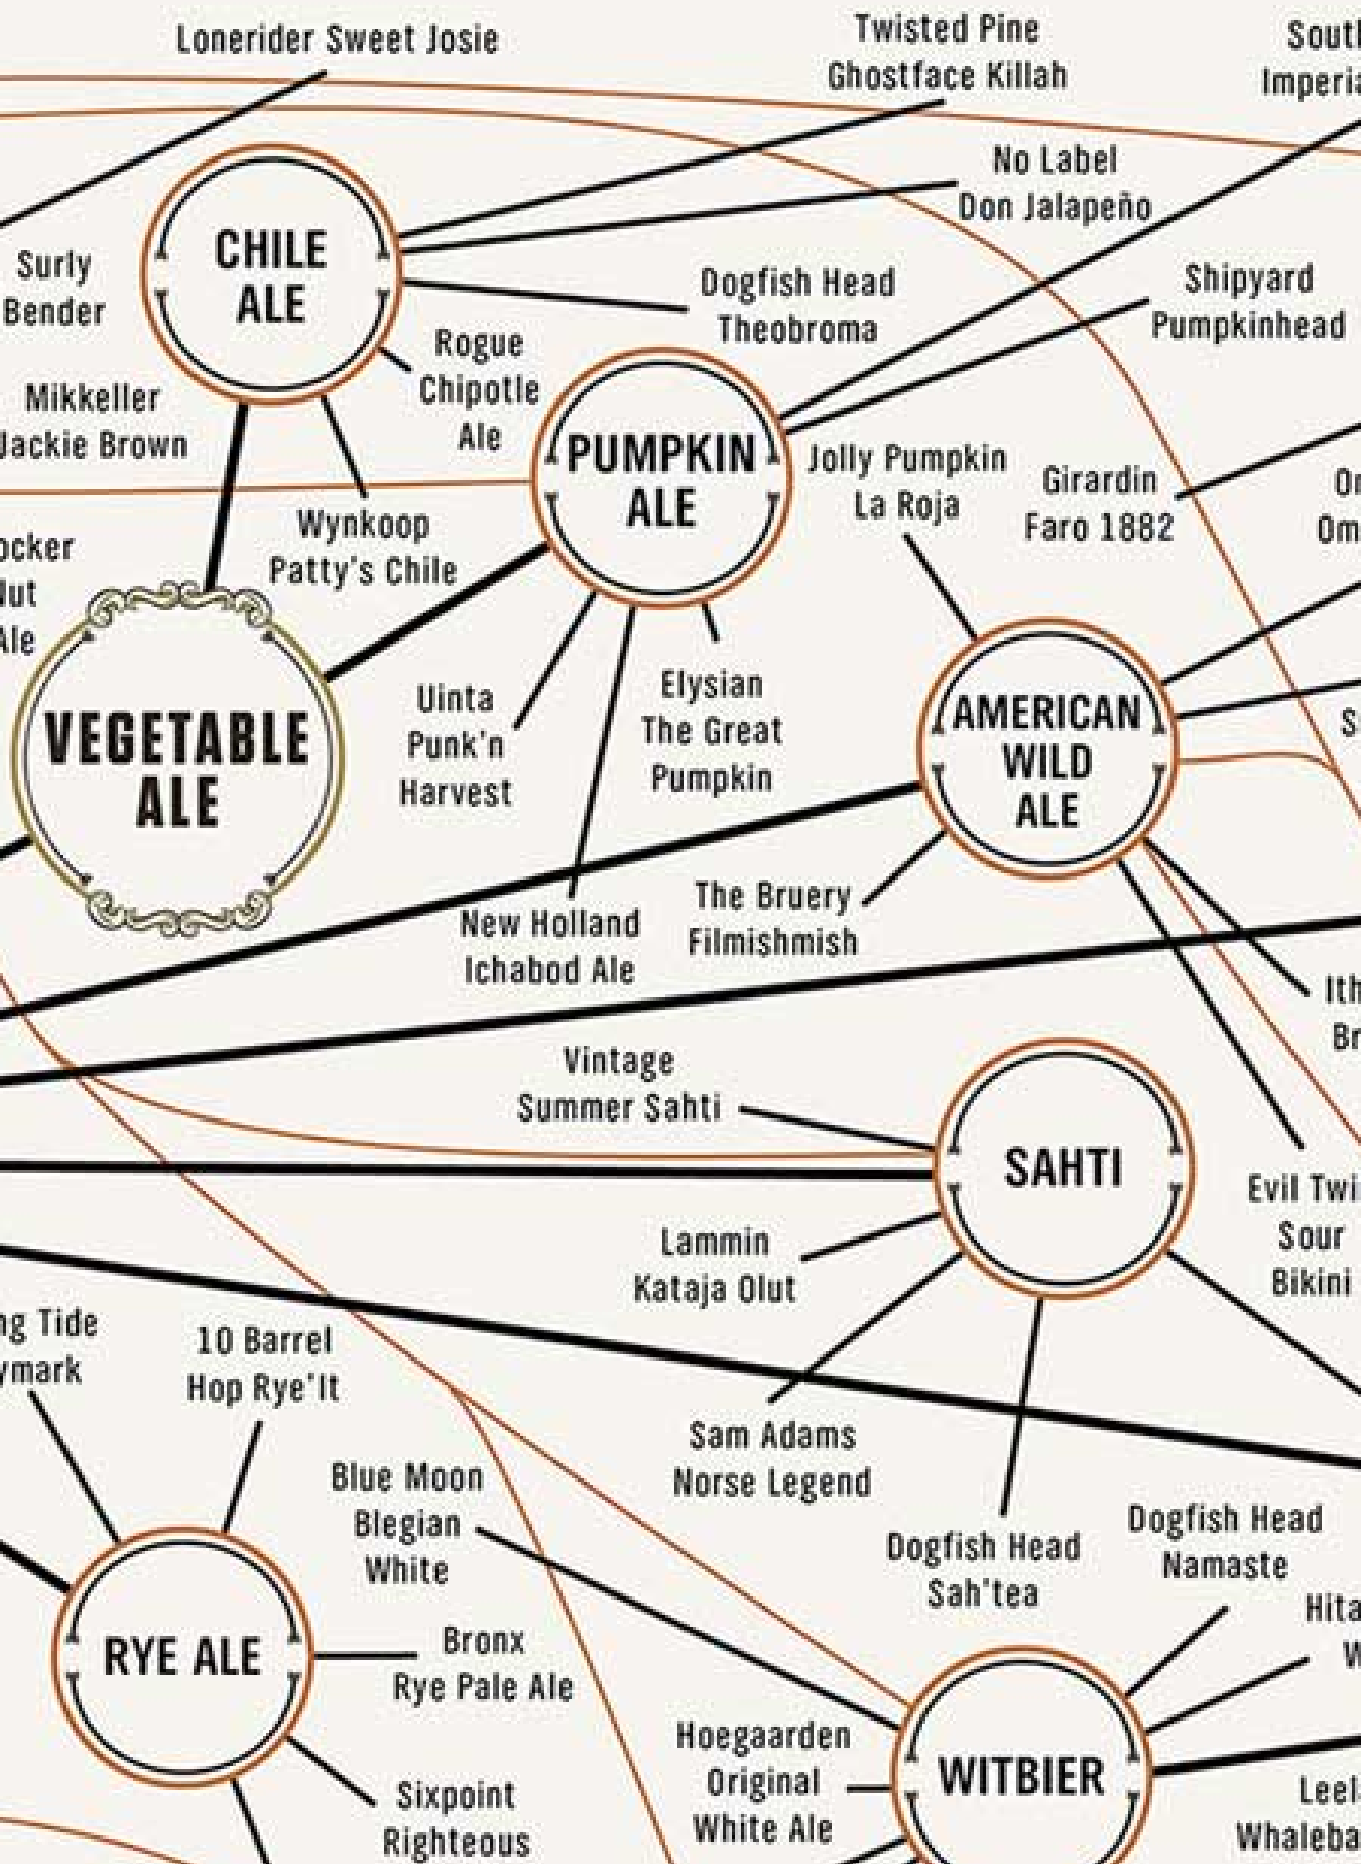 Lonerider Sweet Josie
Twisted Pine
Ghostface Killah
No Label
Don Jalapeño
CHILE
ALE
Surly
Bender
Dogfish Head
Theobroma
Shipyard
Pumpkinhead
Rogue
Chipotle
Ale
Mikkeller
Jackie Brown
PUMPKIN
ALE
Jolly Pumpkin
La Roja
Girardin
Faro 1882
Wynkoop
Patty's Chile
Ale
VEGETABLE
ALE
Uinta
Punk'n
Harvest
Elysian
The Great
Pumpkin
AMERICAN
WILD
ALE
New Holland
Ichabod Ale
The Bruery
Filmishmish
Vintage
Summer Sahti
SAHTI
Lammin
Kataja Olut
Evil Twi
Sour
Bikini
ng Tide
ymark
10 Barrel
Hop Rye'It
Sam Adams
Norse Legend
Blue Moon
Blegian
White
Dogfish Head
Sah'tea
Dogfish Head
Namaste
RYE ALE
Bronx
Rye Pale Ale
Hoegaarden
Original
White Ale
WITBIER
Sixpoint
Righteous